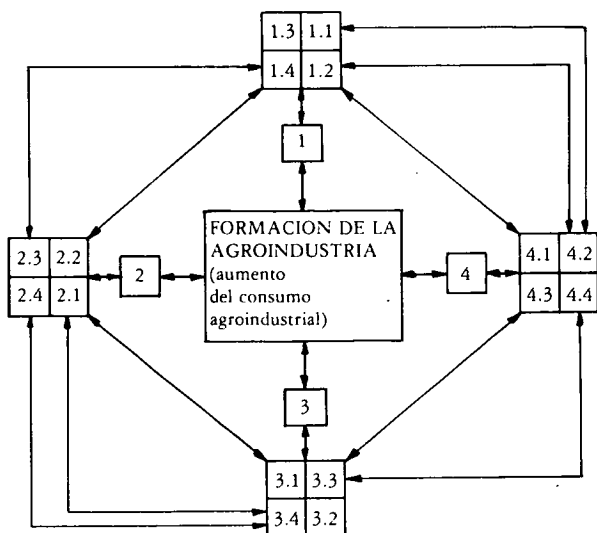 1.3 1.1
1.4 1.2
1
FORMACION DE LA
AGROINDUSTRIA
(aumento
del consumo
agroindustrial)
2.3 2.2
2.4 2.1
2
4
4.1 4.2
4.3 4.4
3
3.1 3.3
3.4 3.2